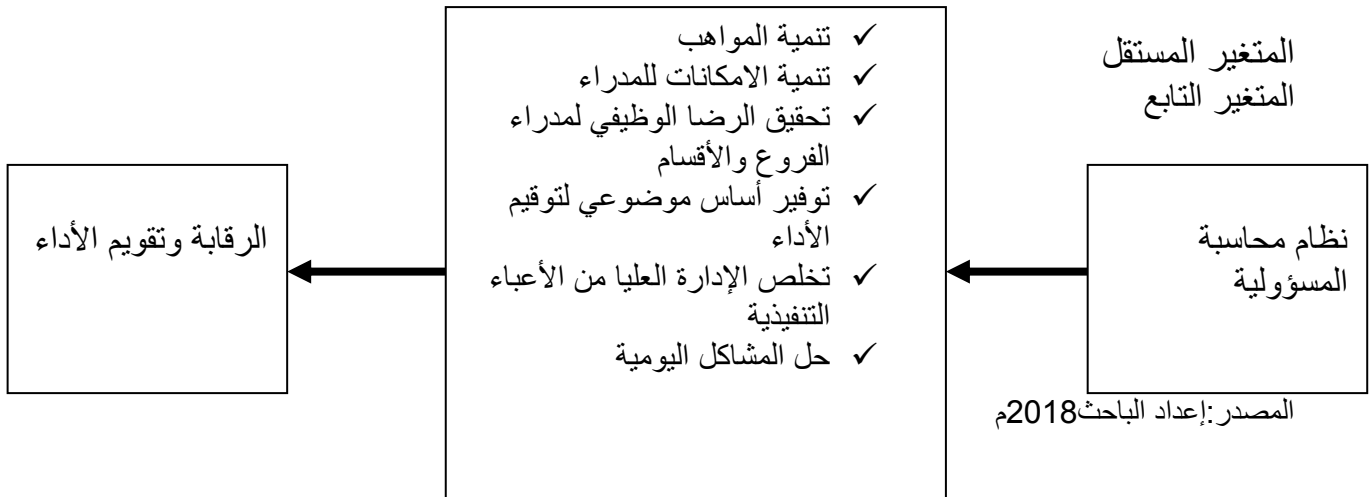 المتغير المستقل
المتغير التابع
نظام محاسبة
المسؤولية
✓ تنمية المواهب
✓ تنمية الامكانات للمدراء
✓ تحقيق الرضا الوظيفي لمدراء
الفروع والأقسام
✓ توفير أساس موضوعي لتوقيم
الأداء
✓ تخلص الإدارة العليا من الأعباء
التنفيذية
✓ حل المشاكل اليومية
الرقابة وتقويم الأداء
المصدر:إعداد الباحث2018م